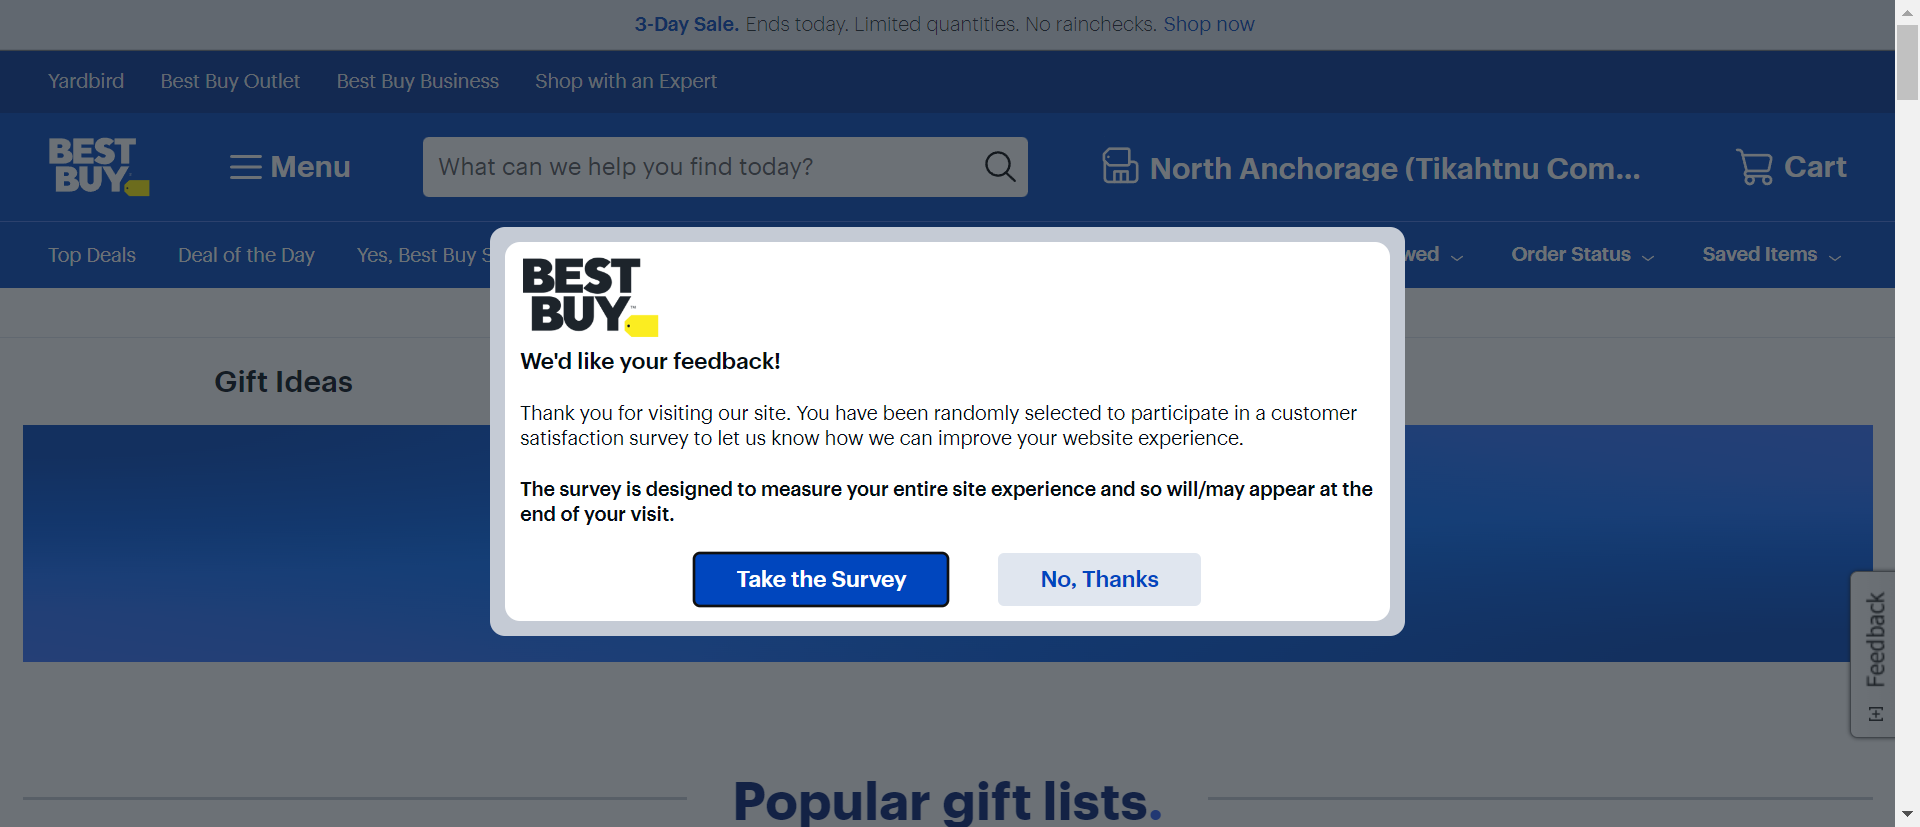 3-Day Sale. Ends today. Limited quantities. No rainchecks. Shop now
Yardbird Best Buy Outlet Best Buy Business Shop with an Expert
BEST BUY
Menu
What can we help you find today?
North Anchorage (Tikahtnu Com...
Cart
Top Deals Deal of the Day Yes, Best Buy S
Order Status Saved Items
Gift Ideas
BEST
BUY™
We'd like your feedback!
Thank you for visiting our site. You have been randomly selected to participate in a customer
satisfaction survey to let us know how we can improve your website experience.
The survey is designed to measure your entire site experience and so will/may appear at the
end of your visit.
Take the Survey No, Thanks
[+] Feedback
Popular gift lists.